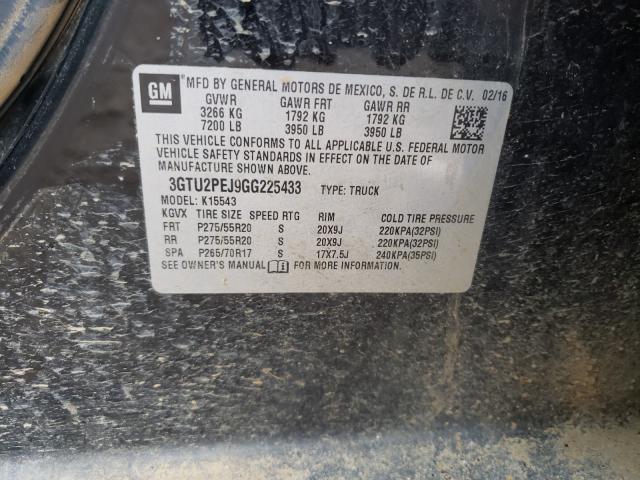 GM ®MFD BY GENERAL MOTORS DE MEXICO, S. DE R.L. DE C.V. 02/16
GVWR GAWR FRT GAWR RR
3266 KG 1792 KG 1792 KG
7200 LB 3950 LB 3950 LB
THIS VEHICLE CONFORMS TO ALL APPLICABLE U.S. FEDERAL MOTOR
VEHICLE SAFETY STANDARDS IN EFFECT ON THE DATE OF
MANUFACTURE SHOWN ABOVE.
3GTU2PEJ9GG225433 TYPE: TRUCK
MODEL: K15543
KGVX TIRE SIZE SPEED RTG RIM COLD TIRE PRESSURE
FRT P275/55R20 S 20X9J 220KPA(32PSI)
RR P275/55R20 S 20X9J 220KPA(32PSI)
SPA P265/70R17 S 17X7.5J 240KPA(35PSI)
SEE OWNER'S MANUAL FOR MORE INFORMATION.